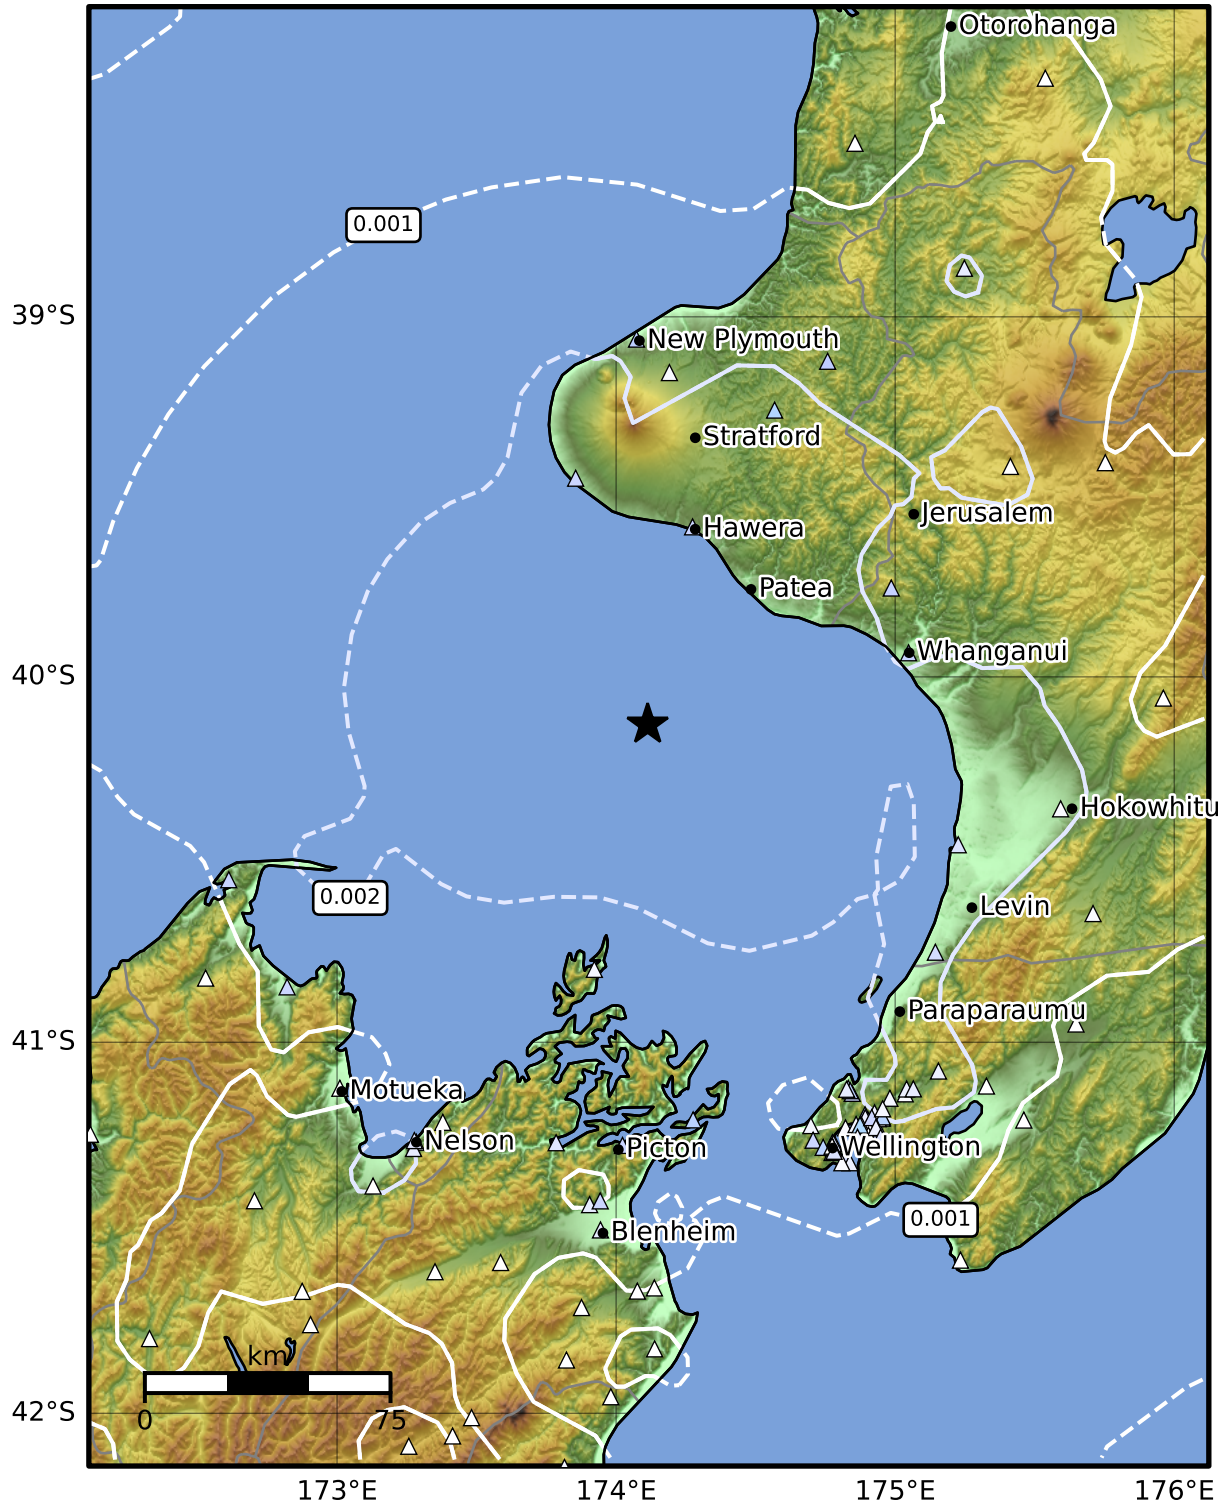 Otorohanga
0.001
39°S
New Plymouth
Stratford
Jerusalem
Hawera
Patea
Whanganui
40°S
Hokowhitu
0.002
Levin
Paraparaumu
41°S
Motueka
Nelson
Picton
Wellington
0.001
Blenheim
km
0 75
42°S
173°E 174°E 175°E 176°E